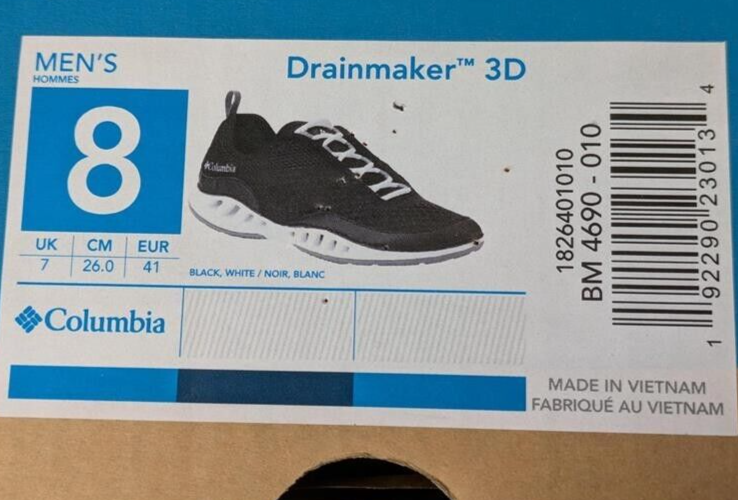 MEN'S
HOMMES
Drainmaker™ 3D
8
UK CM EUR
7 26.0 41
Columbia
BLACK, WHITE / NOIR, BLANC
Columbia
1826401010
BM 4690 - 010
1 92290 23013 4
MADE IN VIETNAM
FABRIQUÉ AU VIETNAM